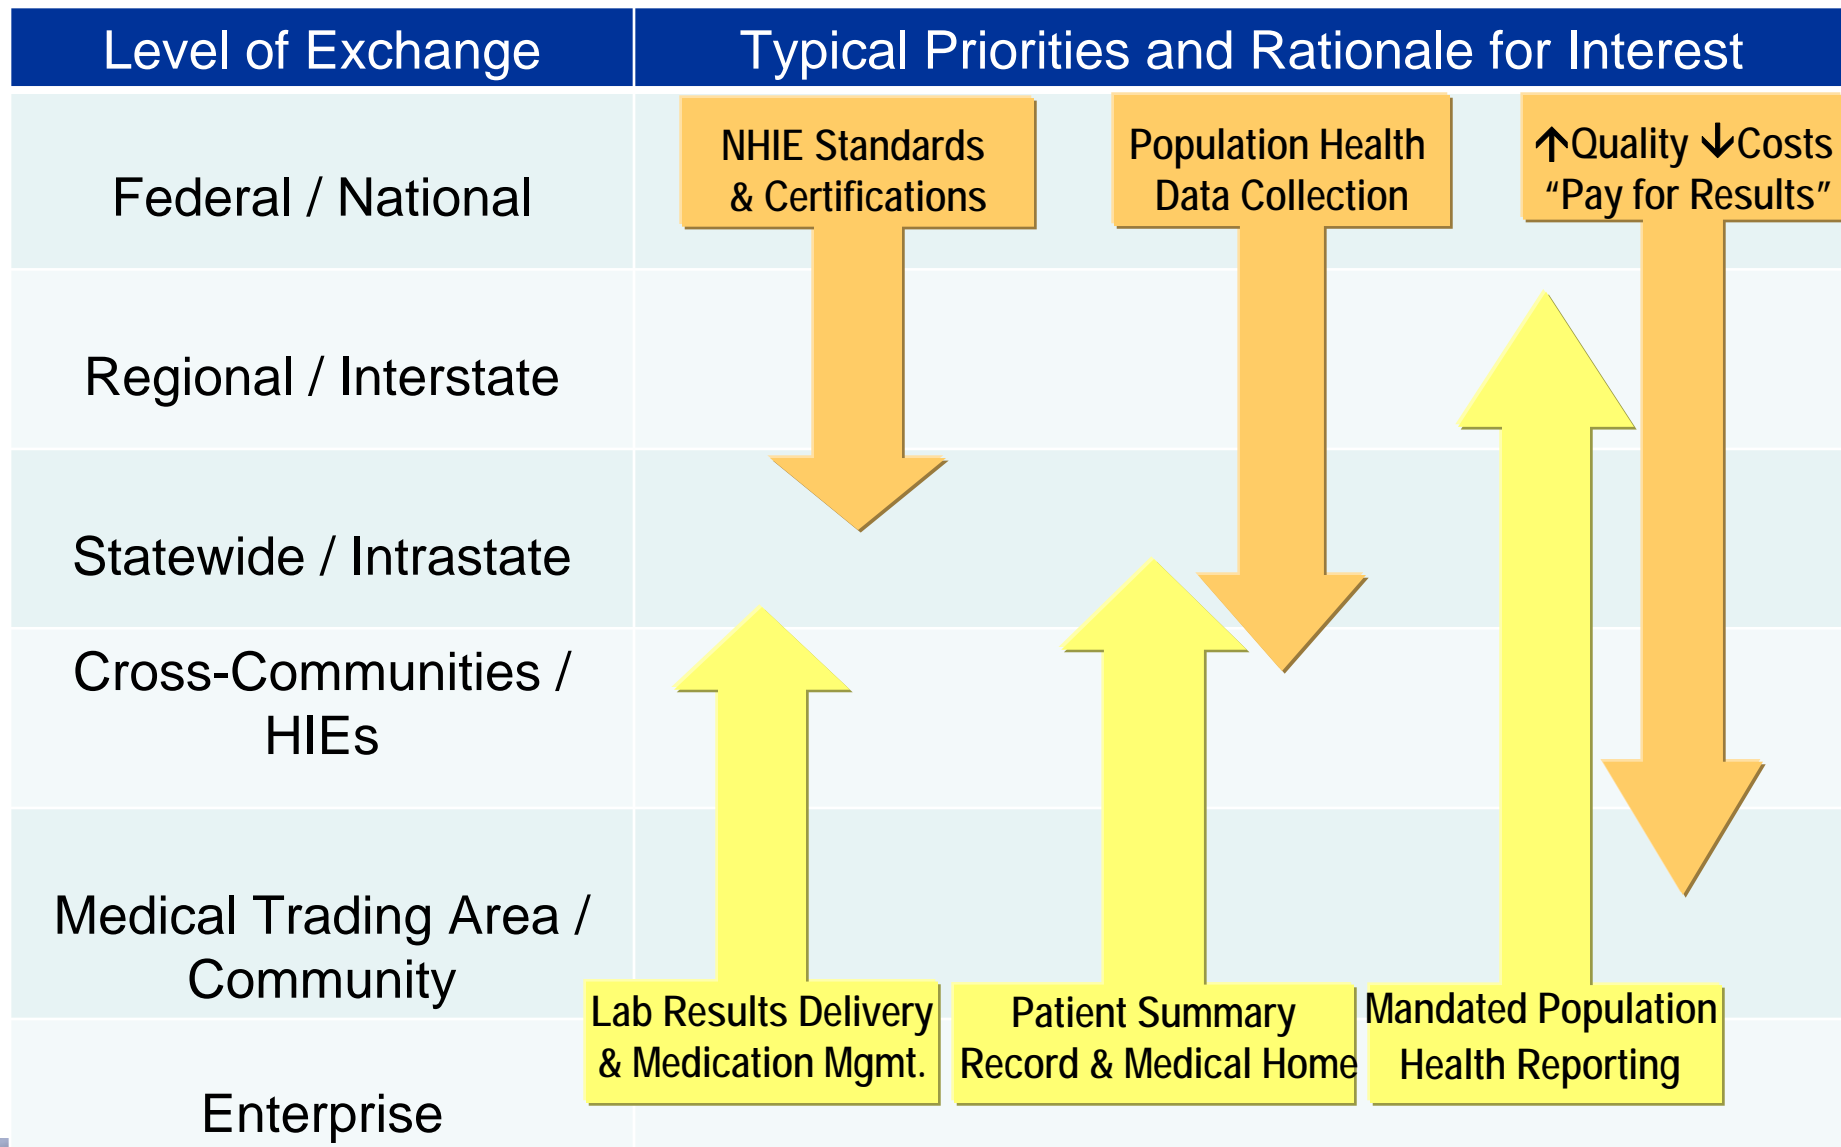 Level of Exchange
Typical Priorities and Rationale for Interest
Federal / National
NHIE Standards
& Certifications
Population Health
Data Collection
↑Quality ↓Costs
“Pay for Results”
Regional / Interstate
Statewide / Intrastate
Cross-Communities /
HIEs
Medical Trading Area /
Community
Lab Results Delivery
& Medication Mgmt.
Patient Summary
Record & Medical Home
Mandated Population
Health Reporting
Enterprise